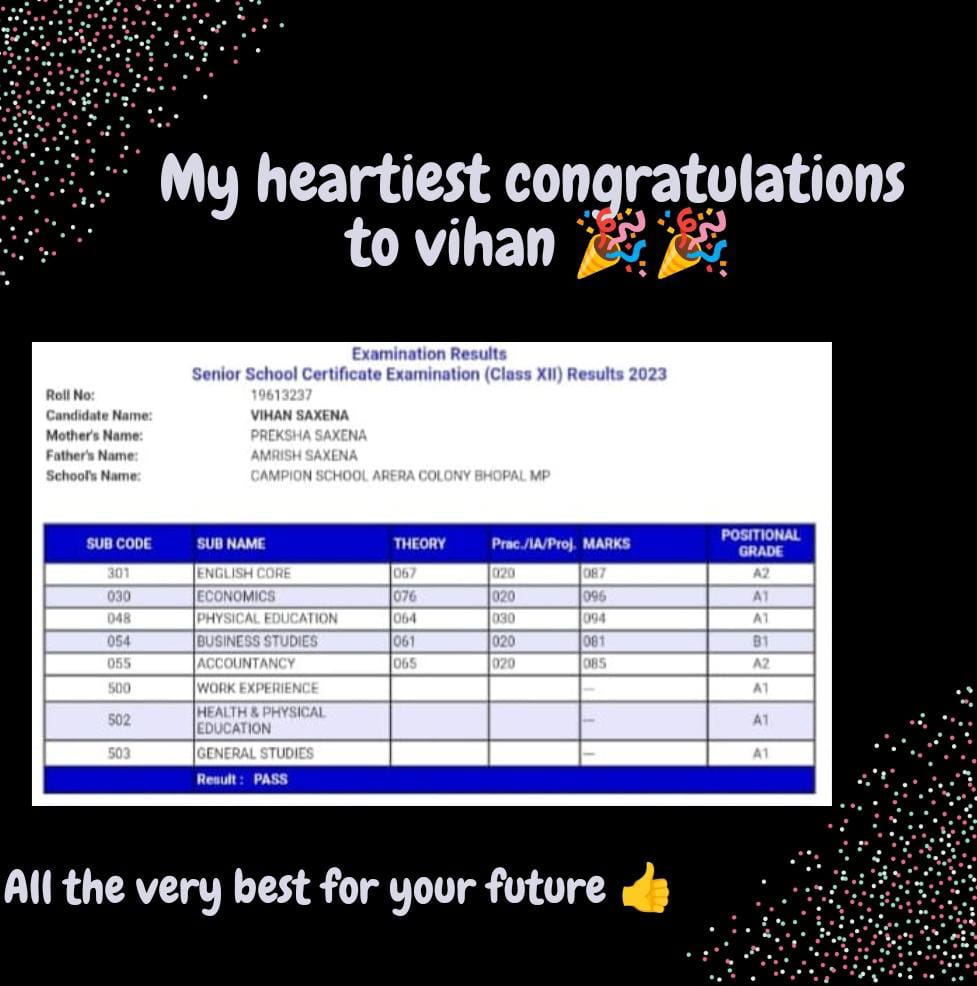 My heartiest congratulations
to vihan 🎉🎉
Examination Results
Senior School Certificate Examination (Class XII) Results 2023
Roll No: 19613237
Candidate Name: VIHAN SAXENA
Mother's Name: PREKSHA SAXENA
Father's Name: AMRISH SAXENA
School's Name: CAMPION SCHOOL ARERA COLONY BHOPAL MP
SUB CODE SUB NAME THEORY Prac./IA/Proj. MARKS POSITIONAL GRADE
301 ENGLISH CORE 067 020 087 A2
030 ECONOMICS 076 020 096 A1
048 PHYSICAL EDUCATION 064 030 094 A1
054 BUSINESS STUDIES 061 020 081 B1
055 ACCOUNTANCY 065 020 085 A2
500 WORK EXPERIENCE — A1
502 HEALTH & PHYSICAL EDUCATION — A1
503 GENERAL STUDIES — A1
Result : PASS
All the very best for your future 👍